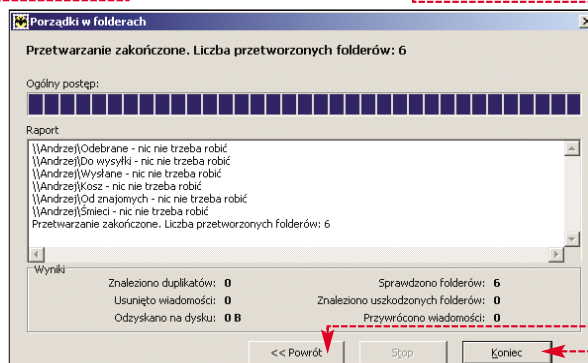 Porządki w folderach
Przetwarzanie zakończone. Liczba przetworzonych folderów: 6
Ogólny postęp:
Raport
\\Andrzej\Odebrane - nic nie trzeba robić
\\Andrzej\Do wysyłki - nic nie trzeba robić
\\Andrzej\Wysłane - nic nie trzeba robić
\\Andrzej\Kosz - nic nie trzeba robić
\\Andrzej\Od znajomych - nic nie trzeba robić
\\Andrzej\Śmieci - nic nie trzeba robić
Przetwarzanie zakończone. Liczba przetworzonych folderów: 6
Wyniki
Znaleziono duplikatów: 0 Sprawdzono folderów: 6
Usunięto wiadomości: 0 Znaleziono uszkodzonych folderów: 0
Odzyskano na dysku: 0 B Przywrócono wiadomości: 0
<< Powrót Stop Koniec